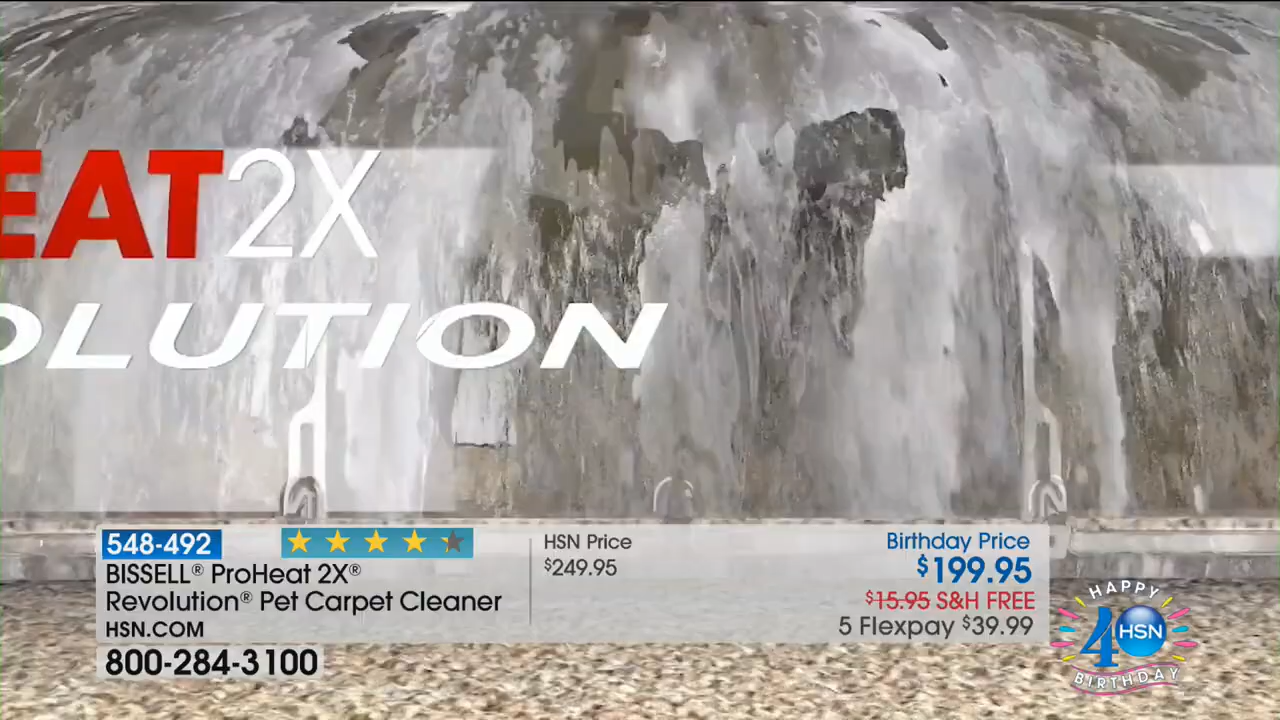 EAT2X
OLUTION
548-492
BISSELL® ProHeat 2X®
Revolution® Pet Carpet Cleaner
HSN.COM
800-284-3100
HSN Price
$249.95
Birthday Price
$199.95
$15.95 S&H FREE
5 Flexpay $39.99
HAPPY
40 HSN
BIRTHDAY